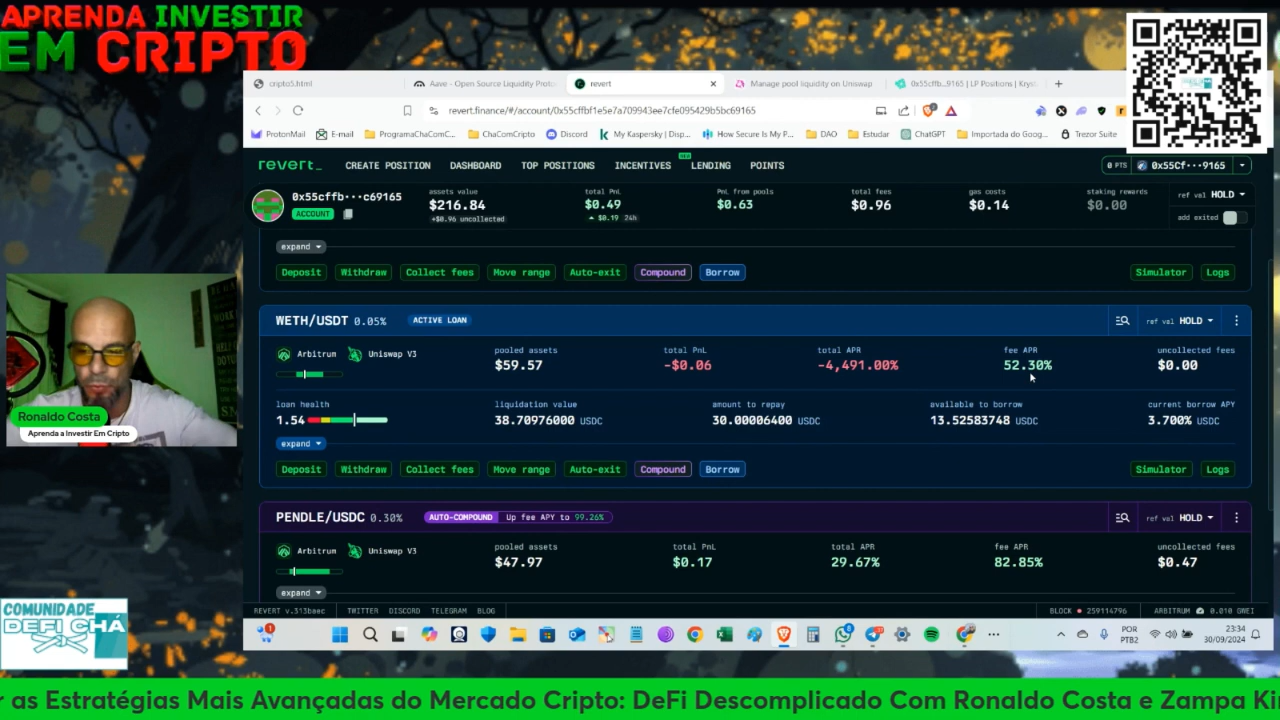 APRENDA INVESTIR
EM CRIPTO
cripto5.html
Aave - Open Source Liquidity Proto
revert
Manage pool liquidity on Uniswap
0x55cffb...9165 | LP Positions | Kryst
revert.finance/#/account/0x55cffbf1e5e7a709943ee7cfe095429b5bc69165
ProtonMail
E-mail
ProgramaChaComC...
ChaComCripto
Discord
My Kaspersky | Disp...
How Secure Is My P...
DAO
Estudar
ChatGPT
Importada do Goog...
Trezor Suite
revert_
CREATE POSITION
DASHBOARD
TOP POSITIONS
INCENTIVES
LENDING
POINTS
0 PTS
0x55Cf···9165
0x55cffb···c69165
ACCOUNT
assets value
$216.84
+$0.96 uncollected
total PnL
$0.49
$0.19 24h
PnL from pools
$0.63
total fees
$0.96
gas costs
$0.14
staking rewards
$0.00
ref val HOLD
add exited
expand
Deposit
Withdraw
Collect fees
Move range
Auto-exit
Compound
Borrow
Simulator
Logs
WETH/USDT 0.05%
ACTIVE LOAN
ref val HOLD
Arbitrum
Uniswap V3
pooled assets
$59.57
total PnL
-$0.06
total APR
-4,491.00%
fee APR
52.30%
uncollected fees
$0.00
loan health
1.54
liquidation value
38.70976000 USDC
amount to repay
30.00006400 USDC
available to borrow
13.52583748 USDC
current borrow APY
3.700% USDC
expand
Deposit
Withdraw
Collect fees
Move range
Auto-exit
Compound
Borrow
Simulator
Logs
PENDLE/USDC 0.30%
AUTO-COMPOUND
Up fee APY to 99.26%
ref val HOLD
Arbitrum
Uniswap V3
pooled assets
$47.97
total PnL
$0.17
total APR
29.67%
fee APR
82.85%
uncollected fees
$0.47
expand
REVERT v.313baec
TWITTER
DISCORD
TELEGRAM
BLOG
BLOCK
259114796
ARBITRUM
0.010 GWEI
POR
PTB2
23:34
30/09/2024
Ronaldo Costa
Aprenda a Investir Em Cripto
COMUNIDADE
DEFI CHÁ
r as Estratégias Mais Avançadas do Mercado Cripto: DeFi Descomplicado Com Ronaldo Costa e Zampa Ki